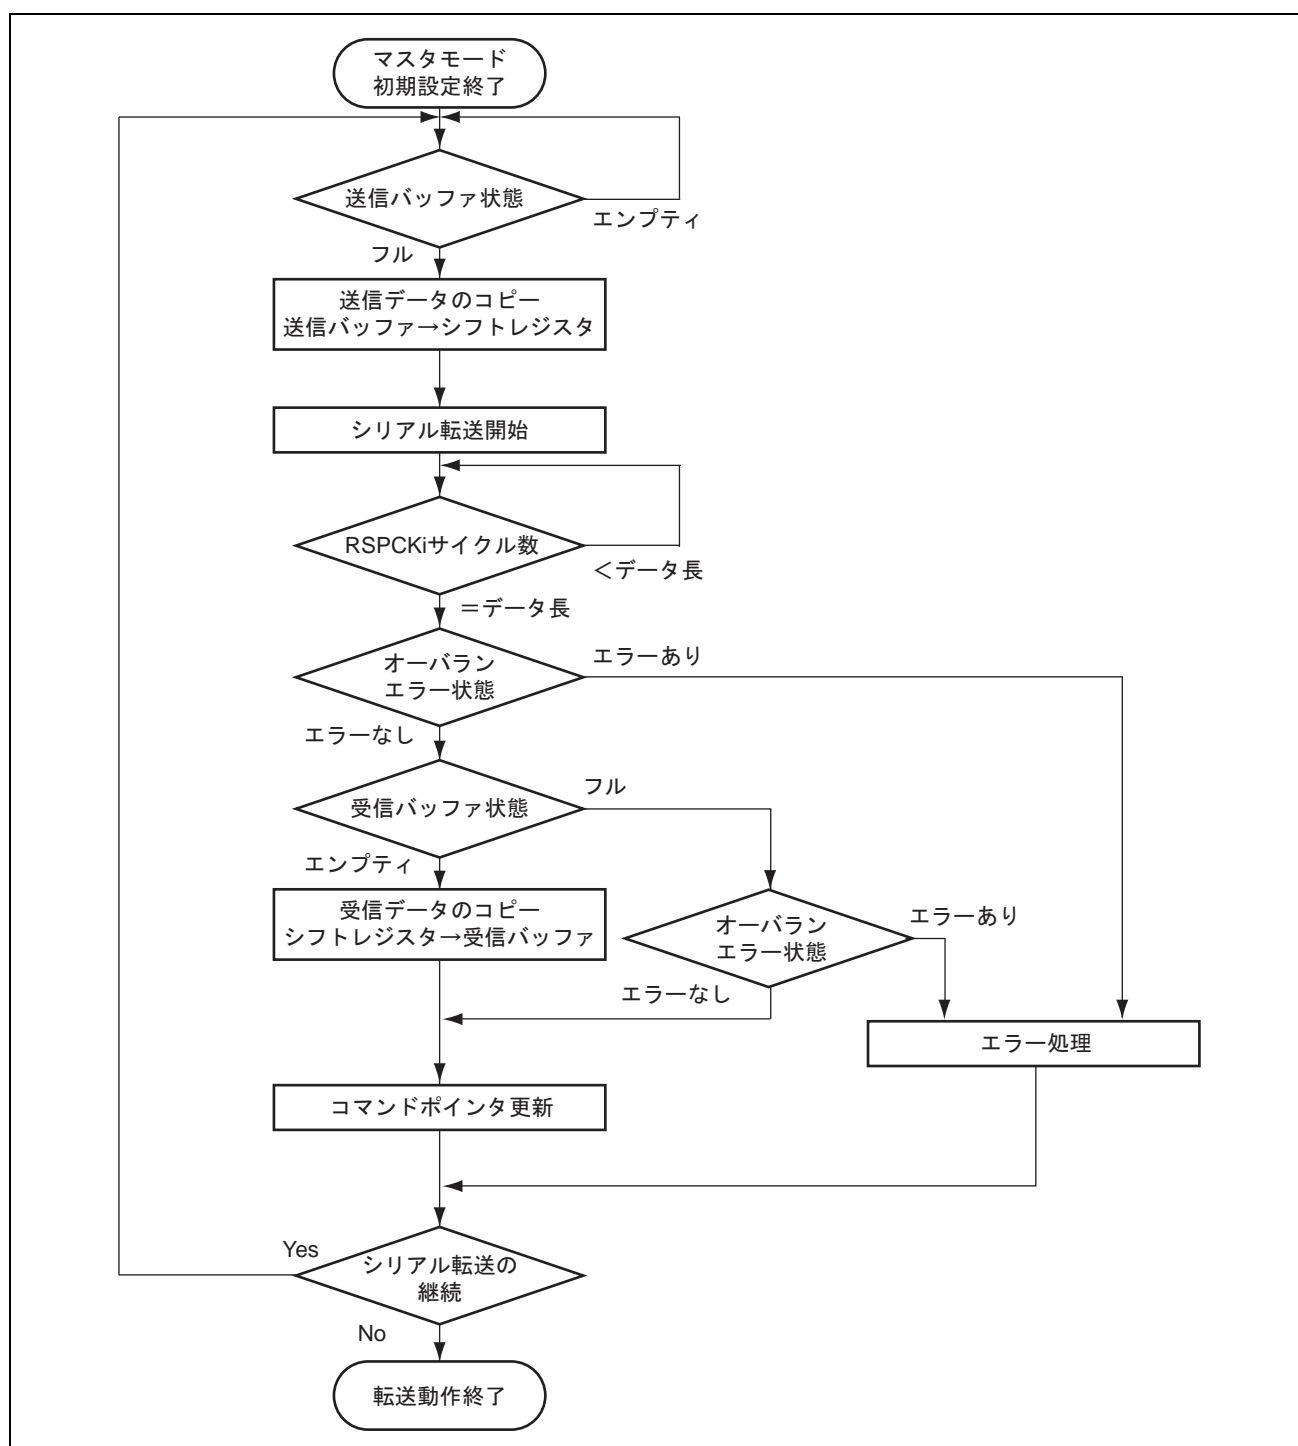 マスタモード
初期設定終了
送信バッファ状態
エンプティ
フル
送信データのコピー
送信バッファ→シフトレジスタ
シリアル転送開始
RSPCKiサイクル数
<データ長
=データ長
オーバラン
エラー状態
エラーあり
エラーなし
受信バッファ状態
フル
エンプティ
受信データのコピー
シフトレジスタ→受信バッファ
オーバラン
エラー状態
エラーあり
エラーなし
エラー処理
コマンドポインタ更新
Yes
シリアル転送の
継続
No
転送動作終了